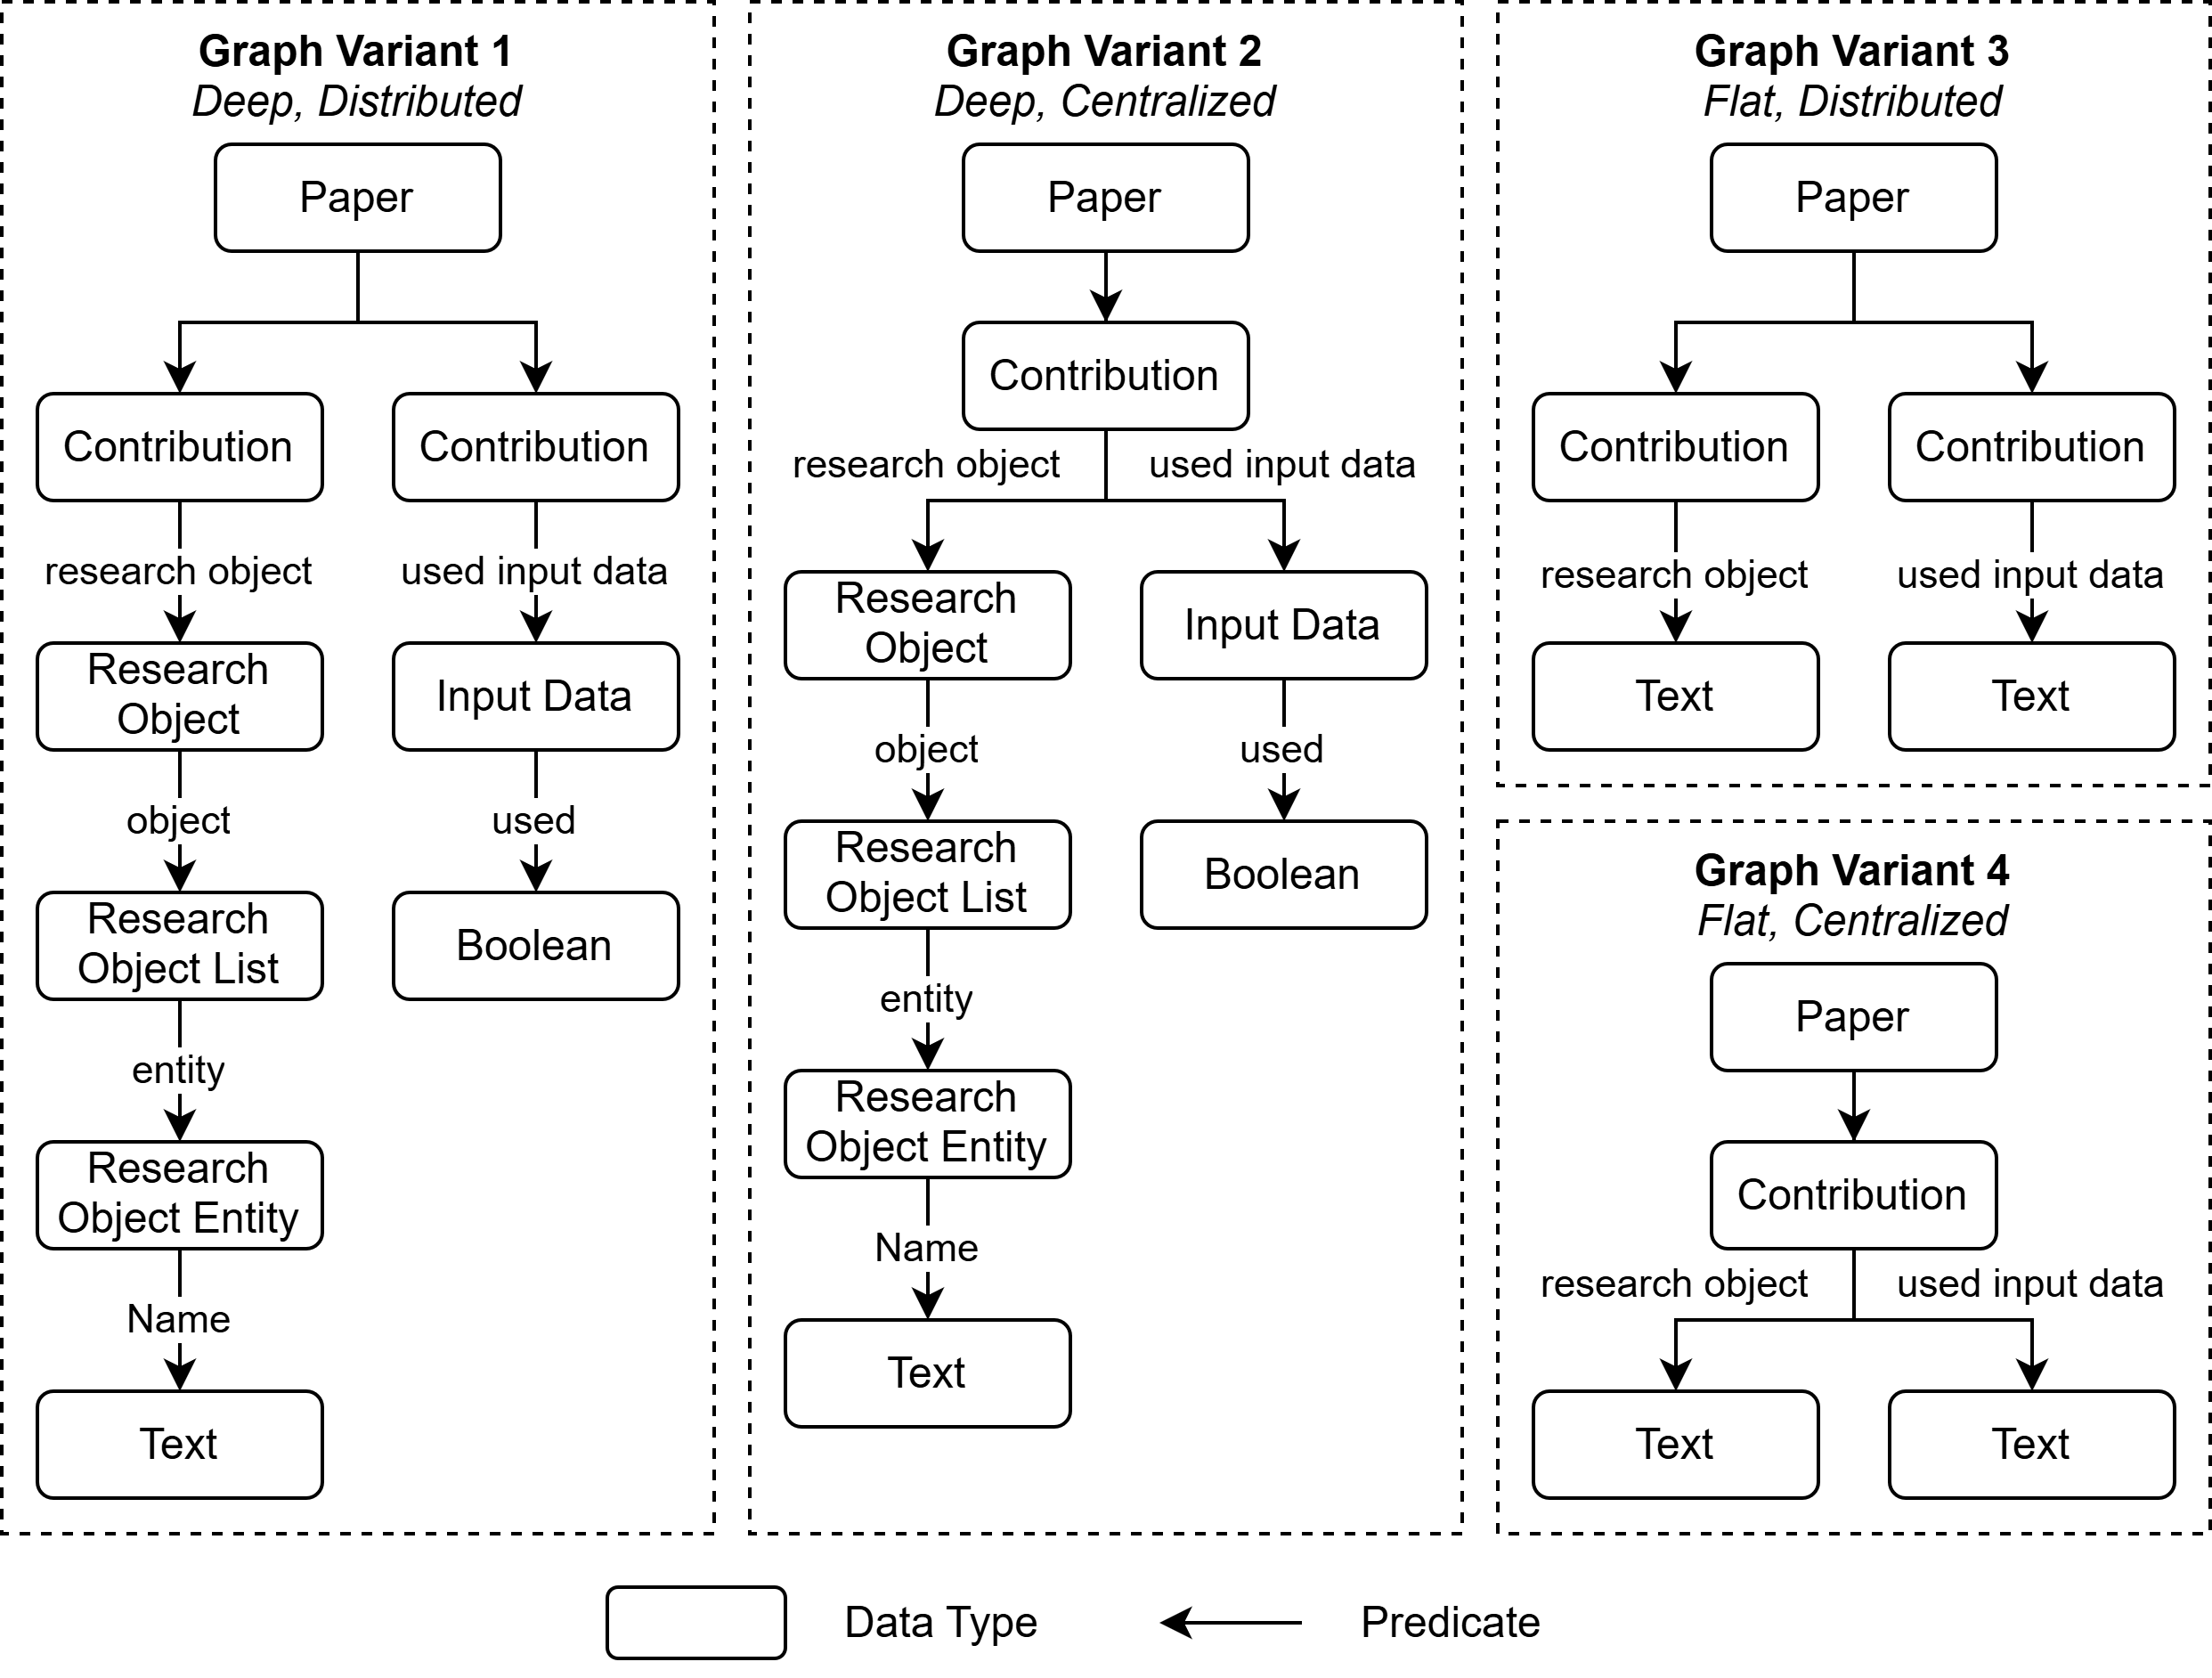 Graph Variant 1
Deep, Distributed
Paper
Contribution
Contribution
research object
used input data
Research
Object
Input Data
object
used
Research
Object List
Boolean
entity
Research
Object Entity
Name
Text
Graph Variant 2
Deep, Centralized
Paper
Contribution
research object
used input data
Research
Object
Input Data
object
used
Research
Object List
Boolean
entity
Research
Object Entity
Name
Text
Graph Variant 3
Flat, Distributed
Paper
Contribution
Contribution
research object
used input data
Text
Text
Graph Variant 4
Flat, Centralized
Paper
Contribution
research object
used input data
Text
Text
Data Type
Predicate